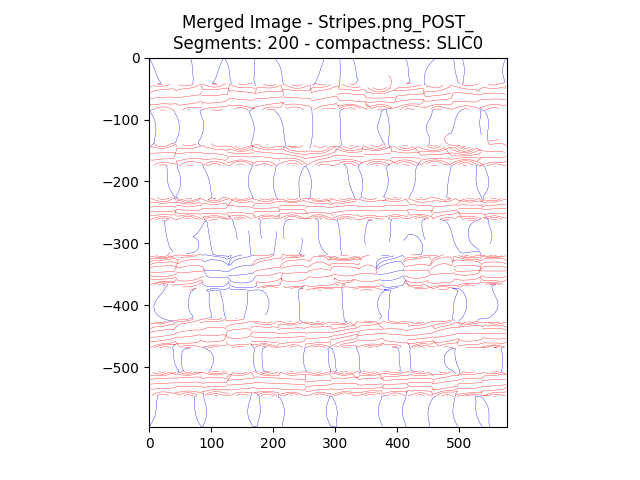 Merged Image - Stripes.png_POST_
Segments: 200 - compactness: SLIC0
0
−100
−200
−300
−400
−500
0 100 200 300 400 500